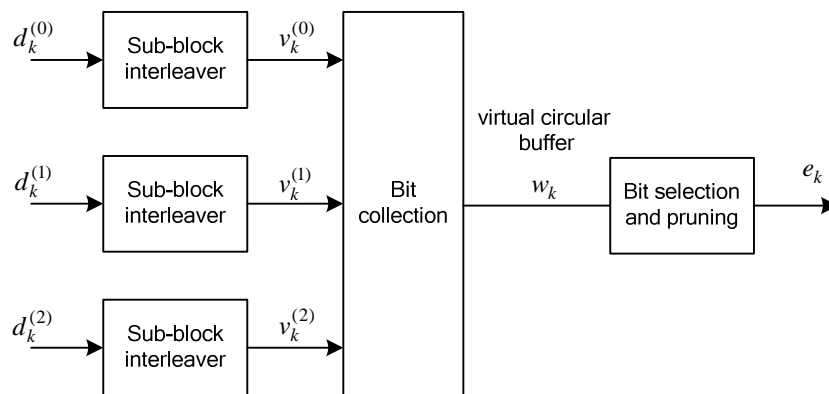 d_k^{(0)}
Sub-block
interleaver
v_k^{(0)}
d_k^{(1)}
Sub-block
interleaver
v_k^{(1)}
d_k^{(2)}
Sub-block
interleaver
v_k^{(2)}
Bit
collection
virtual circular
buffer
w_k
Bit selection
and pruning
e_k